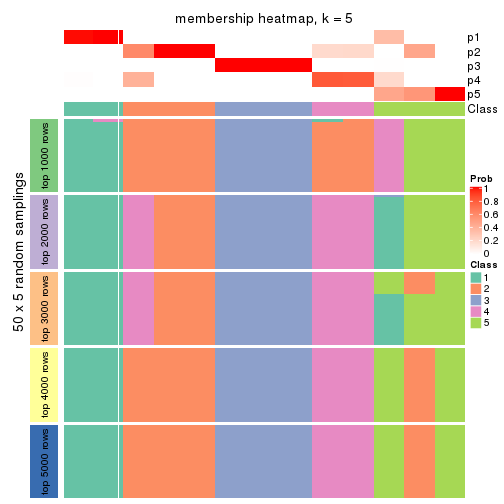 membership heatmap, k = 5
p1
p2
p3
p4
p5
Class
50 x 5 random samplings
top 1000 rows
top 2000 rows
top 3000 rows
top 4000 rows
top 5000 rows
Prob
1
0.8
0.6
0.4
0.2
0
Class
1
2
3
4
5